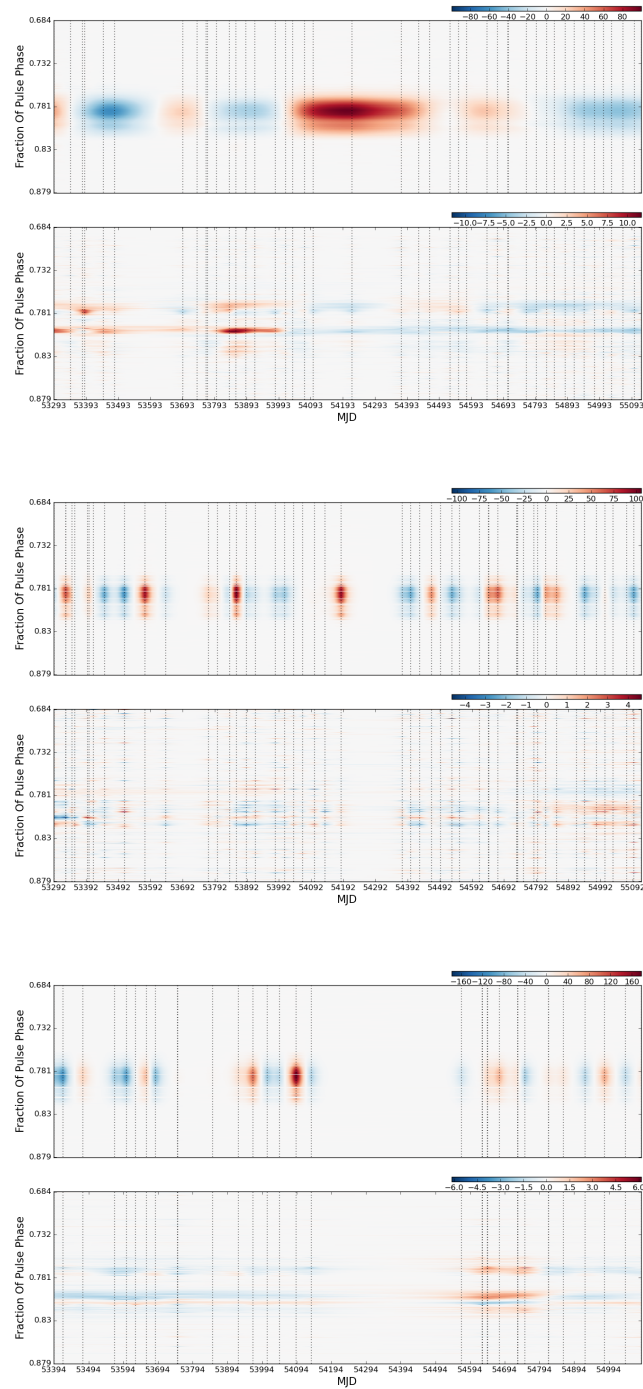 −80 −60 −40 −20 0 20 40 60 80
0.684
0.732
0.781
0.83
0.879
Fraction Of Pulse Phase
−10.0 −7.5 −5.0 −2.5 0.0 2.5 5.0 7.5 10.0
0.684
0.732
0.781
0.83
0.879
Fraction Of Pulse Phase
53293 53393 53493 53593 53693 53793 53893 53993 54093 54193 54293 54393 54493 54593 54693 54793 54893 54993 55093
MJD
−100 −75 −50 −25 0 25 50 75 100
0.684
0.732
0.781
0.83
0.879
Fraction Of Pulse Phase
−4 −3 −2 −1 0 1 2 3 4
0.684
0.732
0.781
0.83
0.879
Fraction Of Pulse Phase
53292 53392 53492 53592 53692 53792 53892 53992 54092 54192 54292 54392 54492 54592 54692 54792 54892 54992 55092
MJD
−160 −120 −80 −40 0 40 80 120 160
0.684
0.732
0.781
0.83
0.879
Fraction Of Pulse Phase
−6.0 −4.5 −3.0 −1.5 0.0 1.5 3.0 4.5 6.0
0.684
0.732
0.781
0.83
0.879
Fraction Of Pulse Phase
53394 53494 53594 53694 53794 53894 53994 54094 54194 54294 54394 54494 54594 54694 54794 54894 54994
MJD